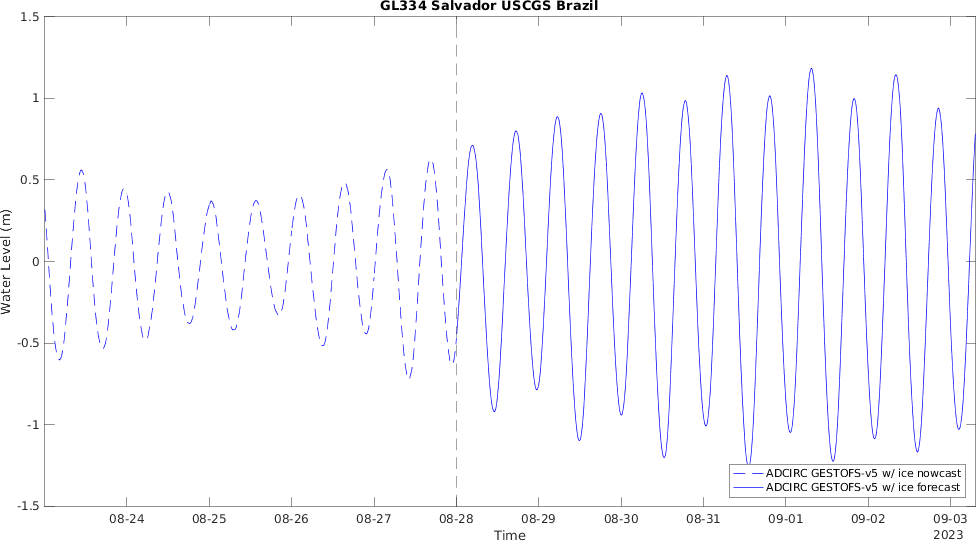 GL334 Salvador USCGS Brazil
1.5
1
0.5
0
-0.5
-1
-1.5
Water Level (m)
ADCIRC GESTOFS-v5 w/ ice nowcast
ADCIRC GESTOFS-v5 w/ ice forecast
08-24 08-25 08-26 08-27 08-28 08-29 08-30 08-31 09-01 09-02 09-03
Time
2023